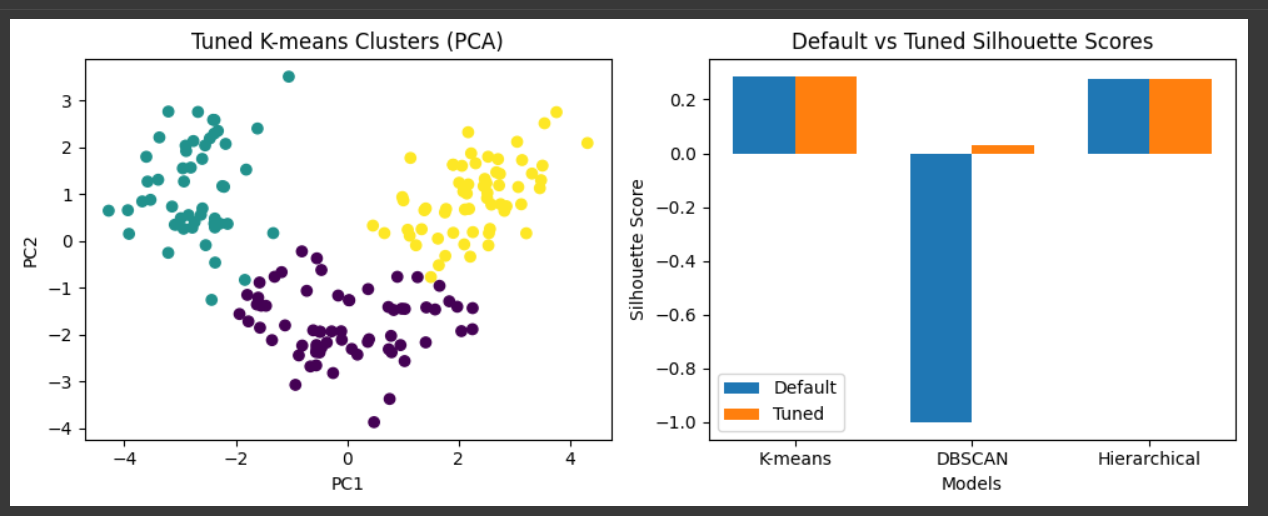 Tuned K-means Clusters (PCA)
3
2
1
0
−1
−2
−3
−4
PC2
−4
−2
0
2
4
PC1
Default vs Tuned Silhouette Scores
0.2
0.0
−0.2
−0.4
−0.6
−0.8
−1.0
Silhouette Score
Default
Tuned
K-means
DBSCAN
Hierarchical
Models